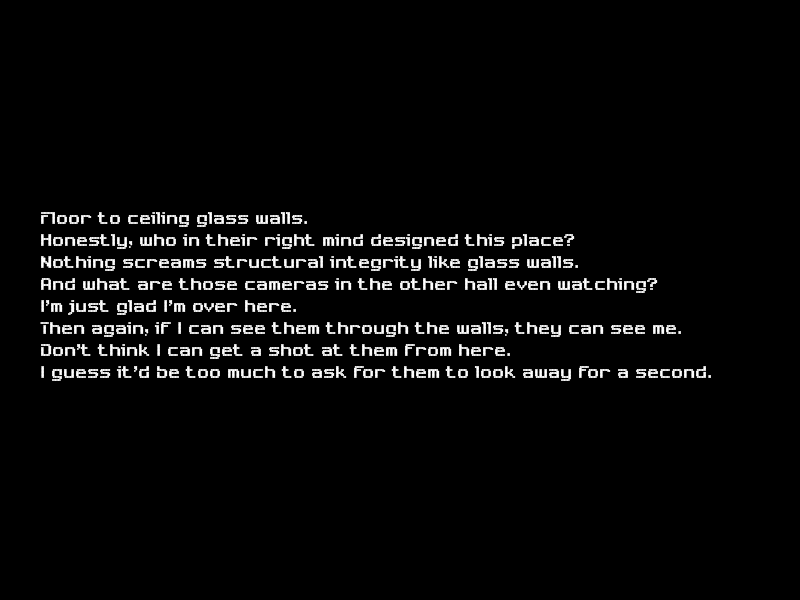 Floor to ceiling glass walls.
Honestly, who in their right mind designed this place?
Nothing screams structural integrity like glass walls.
And what are those cameras in the other hall even watching?
I'm just glad I'm over here.
Then again, if I can see them through the walls, they can see me.
Don't think I can get a shot at them from here.
I guess it'd be too much to ask for them to look away for a second.